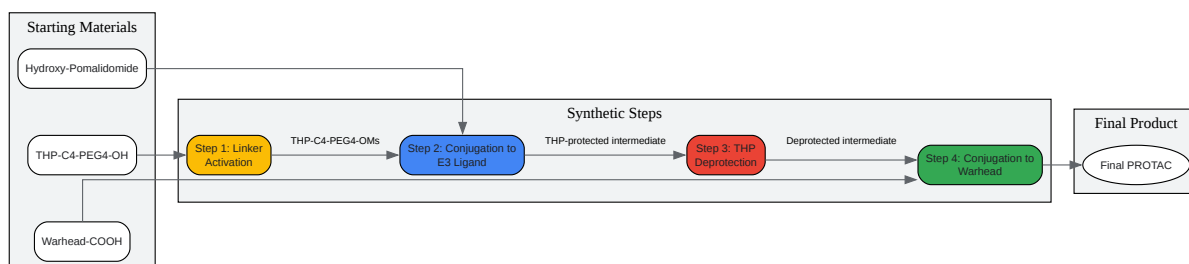 Starting Materials
Hydroxy-Pomalidomide
THP-C4-PEG4-OH
Warhead-COOH
Synthetic Steps
Step 1: Linker
Activation
THP-C4-PEG4-OMs
Step 2: Conjugation to
E3 Ligand
THP-protected intermediate
Step 3: THP
Deprotection
Deprotected intermediate
Step 4: Conjugation to
Warhead
Final Product
Final PROTAC